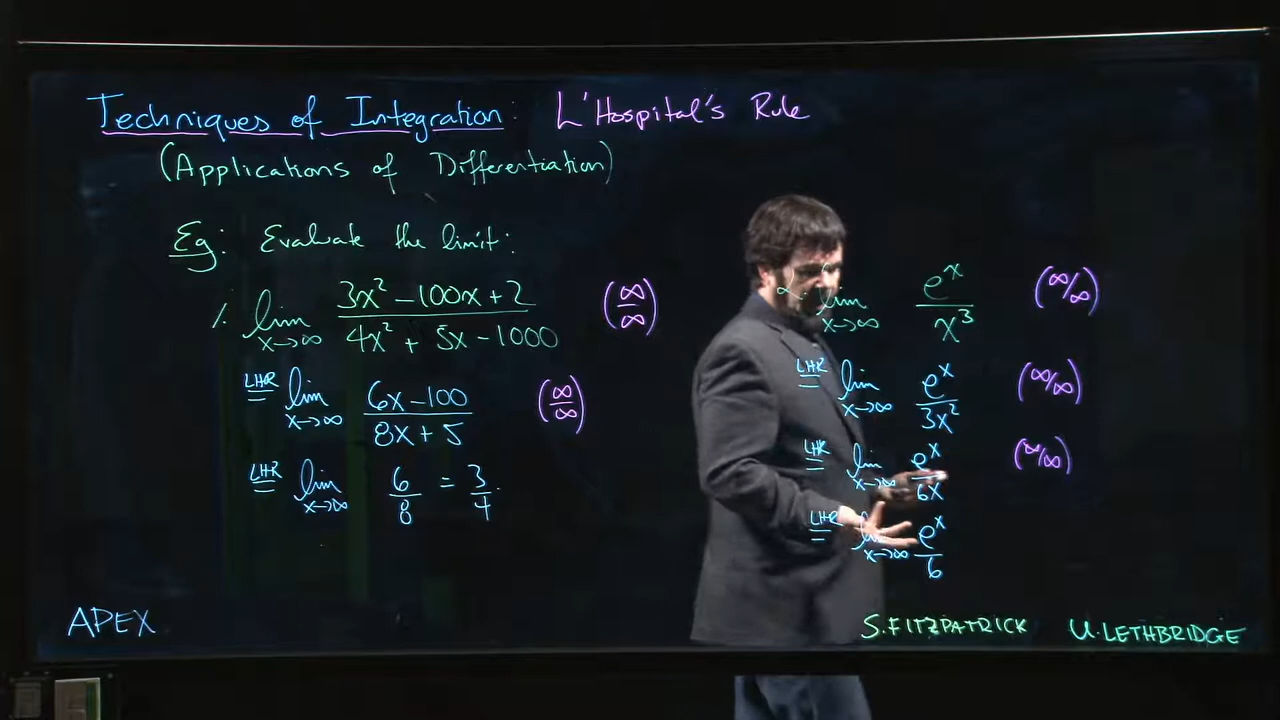 Techniques of Integration: L'Hospital's Rule
(Applications of Differentiation)
Eg: Evaluate the limit:
1. lim x→∞ (3x² − 100x + 2)/(4x² + 5x − 1000) (∞/∞)
LHR = lim x→∞ (6x − 100)/(8x + 5) (∞/∞)
LHR = lim x→∞ 6/8 = 3/4.
2. lim x→∞ eˣ/x³ (∞/∞)
LHR = lim x→∞ eˣ/3x² (∞/∞)
LHR = lim x→∞ eˣ/6x (∞/∞)
LHR = lim x→∞ eˣ/6
APEX
S. FITZPATRICK U. LETHBRIDGE